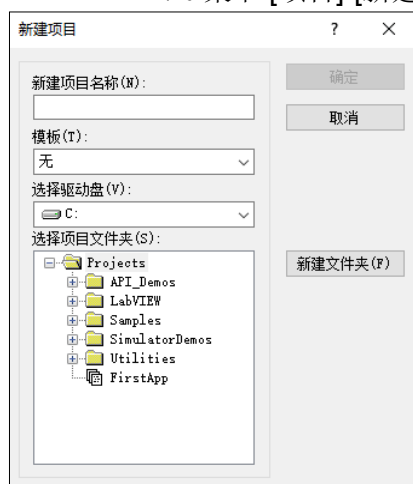 新建项目
?
×
新建项目名称(N):
确定
取消
模板(T):
无
选择驱动盘(V):
C:
选择项目文件夹(S):
新建文件夹(F)
Projects
API_Demos
LabVIEW
Samples
SimulatorDemos
Utilities
FirstApp